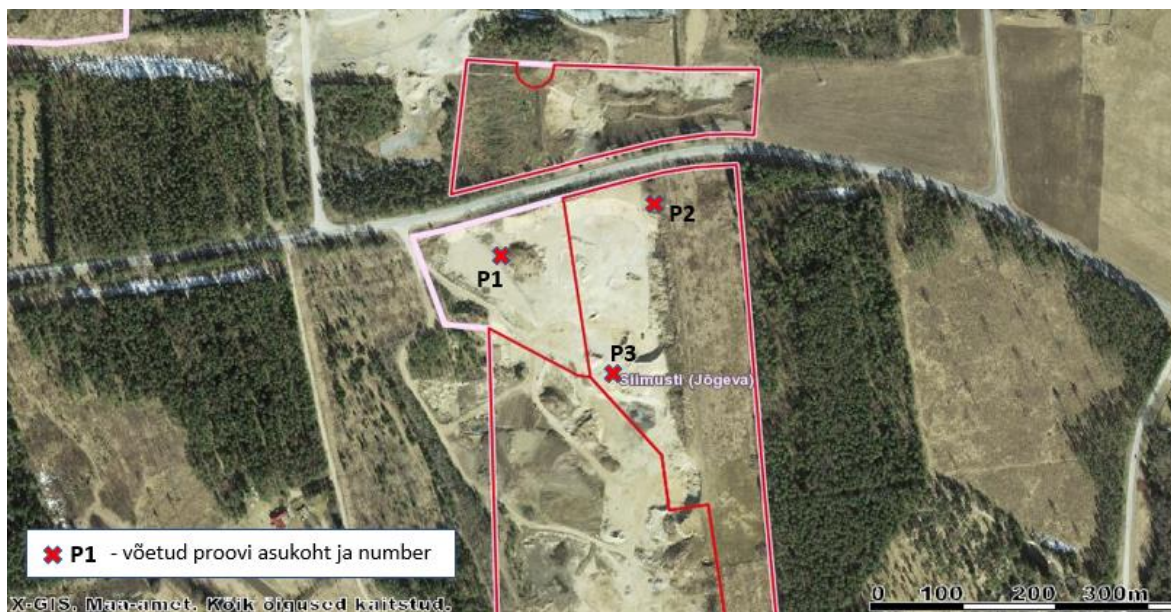 P2
P1
P3
Siimusti (Jõgeva)
P1 - võetud proovi asukoht ja number
X-GIS. Maa-amet. Kõik õigused kaitstud.
0 100 200 300m